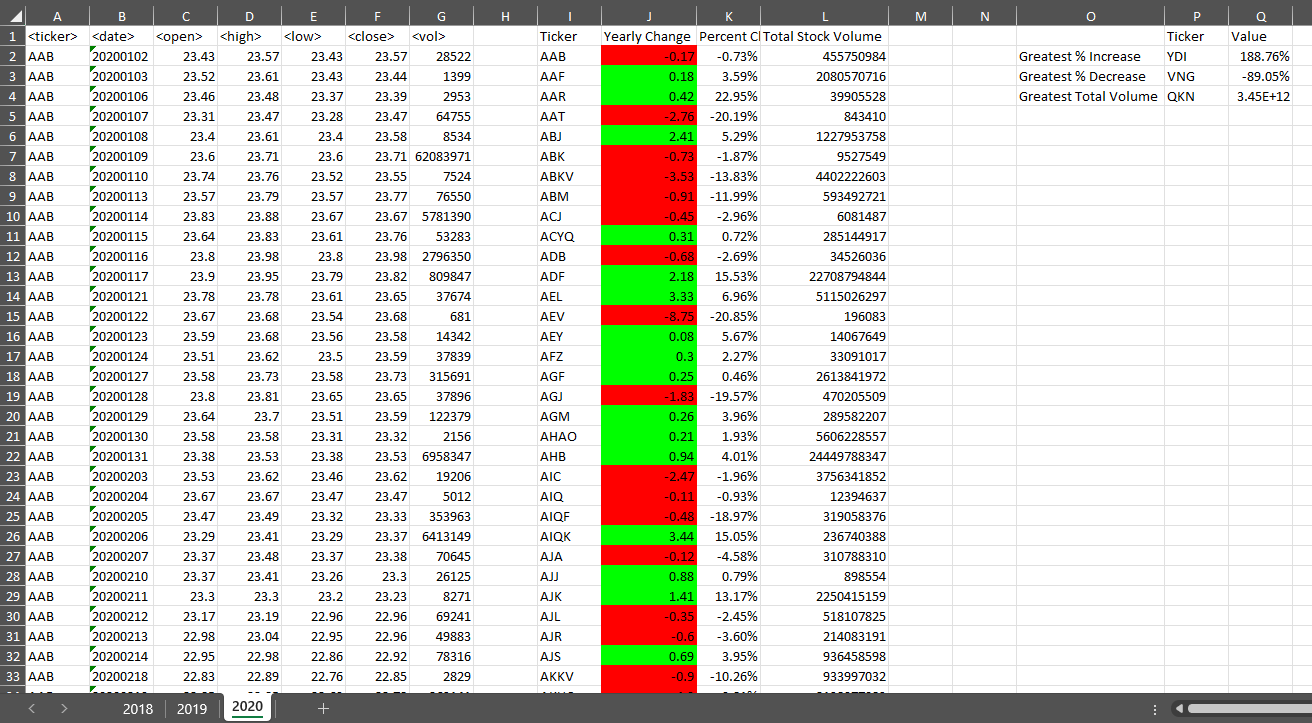 A B C D E F G H I J K L M N O P Q
1 <ticker> <date> <open> <high> <low> <close> <vol> Ticker Yearly Change Percent Cl Total Stock Volume Ticker Value
2 AAB 20200102 23.43 23.57 23.43 23.57 28522 AAB -0.17 -0.73% 455750984 Greatest % Increase YDI 188.76%
3 AAB 20200103 23.52 23.61 23.43 23.44 1399 AAF 0.18 3.59% 2080570716 Greatest % Decrease VNG -89.05%
4 AAB 20200106 23.46 23.48 23.37 23.39 2953 AAR 0.42 22.95% 39905528 Greatest Total Volume QKN 3.45E+12
5 AAB 20200107 23.31 23.47 23.28 23.47 64755 AAT -2.76 -20.19% 843410
6 AAB 20200108 23.4 23.61 23.4 23.58 8534 ABJ 2.41 5.29% 1227953758
7 AAB 20200109 23.6 23.71 23.6 23.71 62083971 ABK -0.73 -1.87% 9527549
8 AAB 20200110 23.74 23.76 23.52 23.55 7524 ABKV -3.53 -13.83% 4402222603
9 AAB 20200113 23.57 23.79 23.57 23.77 76550 ABM -0.91 -11.99% 593492721
10 AAB 20200114 23.83 23.88 23.67 23.67 5781390 ACJ -0.45 -2.96% 6081487
11 AAB 20200115 23.64 23.83 23.61 23.76 53283 ACYQ 0.31 0.72% 285144917
12 AAB 20200116 23.8 23.98 23.8 23.98 2796350 ADB -0.68 -2.69% 34526036
13 AAB 20200117 23.9 23.95 23.79 23.82 809847 ADF 2.18 15.53% 22708794844
14 AAB 20200121 23.78 23.78 23.61 23.65 37674 AEL 3.33 6.96% 5115026297
15 AAB 20200122 23.67 23.68 23.54 23.68 681 AEV -8.75 -20.85% 196083
16 AAB 20200123 23.59 23.68 23.56 23.58 14342 AEY 0.08 5.67% 14067649
17 AAB 20200124 23.51 23.62 23.5 23.59 37839 AFZ 0.3 2.27% 33091017
18 AAB 20200127 23.58 23.73 23.58 23.73 315691 AGF 0.25 0.46% 2613841972
19 AAB 20200128 23.8 23.81 23.65 23.65 37896 AGJ -1.83 -19.57% 470205509
20 AAB 20200129 23.64 23.7 23.51 23.59 122379 AGM 0.26 3.96% 289582207
21 AAB 20200130 23.58 23.58 23.31 23.32 2156 AHAO 0.21 1.93% 5606228557
22 AAB 20200131 23.38 23.53 23.38 23.53 6958347 AHB 0.94 4.01% 24449788347
23 AAB 20200203 23.53 23.62 23.46 23.62 19206 AIC -2.47 -1.96% 3756341852
24 AAB 20200204 23.67 23.67 23.47 23.47 5012 AIQ -0.11 -0.93% 12394637
25 AAB 20200205 23.47 23.49 23.32 23.33 353963 AIQF -0.48 -18.97% 319058376
26 AAB 20200206 23.29 23.41 23.29 23.37 6413149 AIQK 3.44 15.05% 236740388
27 AAB 20200207 23.37 23.48 23.37 23.38 70645 AJA -0.12 -4.58% 310788310
28 AAB 20200210 23.37 23.41 23.26 23.3 26125 AJJ 0.88 0.79% 898554
29 AAB 20200211 23.3 23.3 23.2 23.23 8271 AJK 1.41 13.17% 2250415159
30 AAB 20200212 23.17 23.19 22.96 22.96 69241 AJL -0.35 -2.45% 518107825
31 AAB 20200213 22.98 23.04 22.95 22.96 49883 AJR -0.6 -3.60% 214083191
32 AAB 20200214 22.95 22.98 22.86 22.92 78316 AJS 0.69 3.95% 936458598
33 AAB 20200218 22.83 22.89 22.76 22.85 2829 AKKV -0.9 -10.26% 933997032
2018 2019 2020